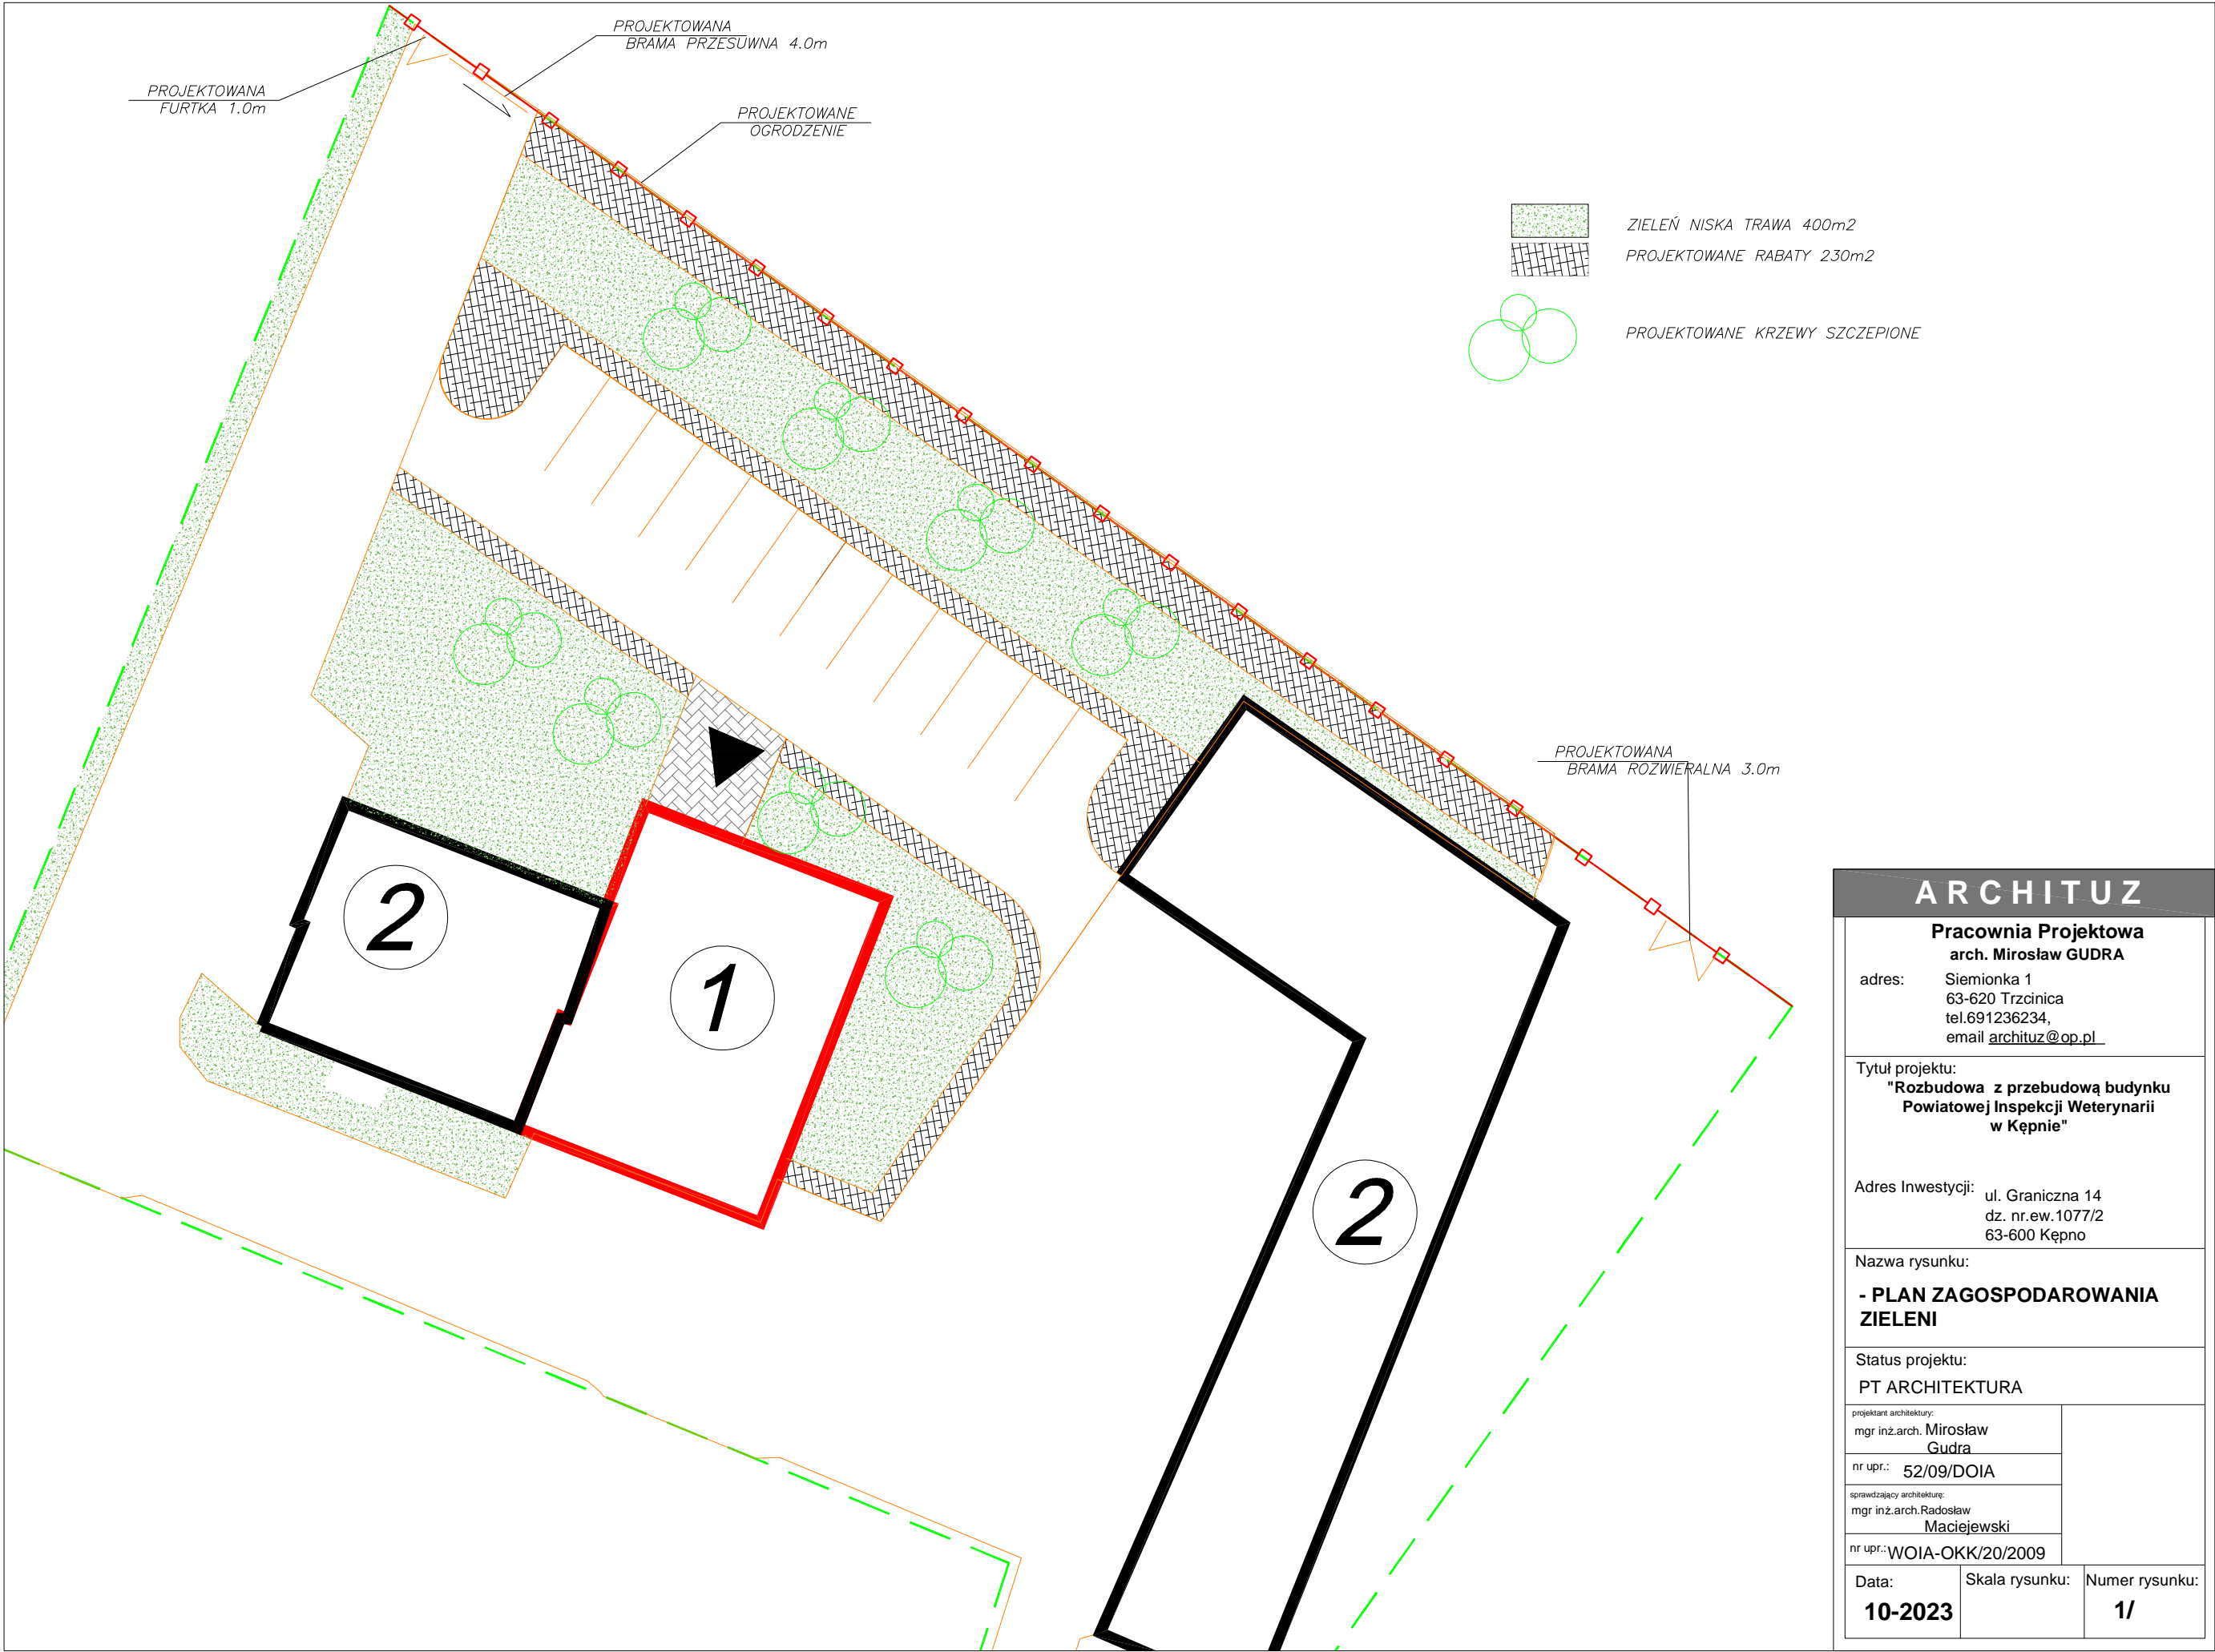 PROJEKTOWANA
BRAMA PRZESUWNA 4.0m
PROJEKTOWANA
FURTKA 1.0m
PROJEKTOWANE
OGRODZENIE
ZIELEŃ NISKA TRAWA 400m2
PROJEKTOWANE RABATY 230m2
PROJEKTOWANE KRZEWY SZCZEPIONE
PROJEKTOWANA
BRAMA ROZWIERALNA 3.0m
2
1
2
ARCHITUZ
Pracownia Projektowa
arch. Mirosław GUDRA
adres: Siemionka 1
63-620 Trzcinica
tel.691236234,
email archituz@op.pl
Tytuł projektu:
"Rozbudowa z przebudową budynku
Powiatowej Inspekcji Weterynarii
w Kępnie"
Adres Inwestycji: ul. Graniczna 14
dz. nr.ew.1077/2
63-600 Kępno
Nazwa rysunku:
- PLAN ZAGOSPODAROWANIA
ZIELENI
Status projektu:
PT ARCHITEKTURA
projektant architektury:
mgr inż.arch. Mirosław
Gudra
nr upr.: 52/09/DOIA
sprawdzający architekturę:
mgr inż.arch.Radosław
Maciejewski
nr upr.: WOIA-OKK/20/2009
Data: Skala rysunku: Numer rysunku:
10-2023 1/